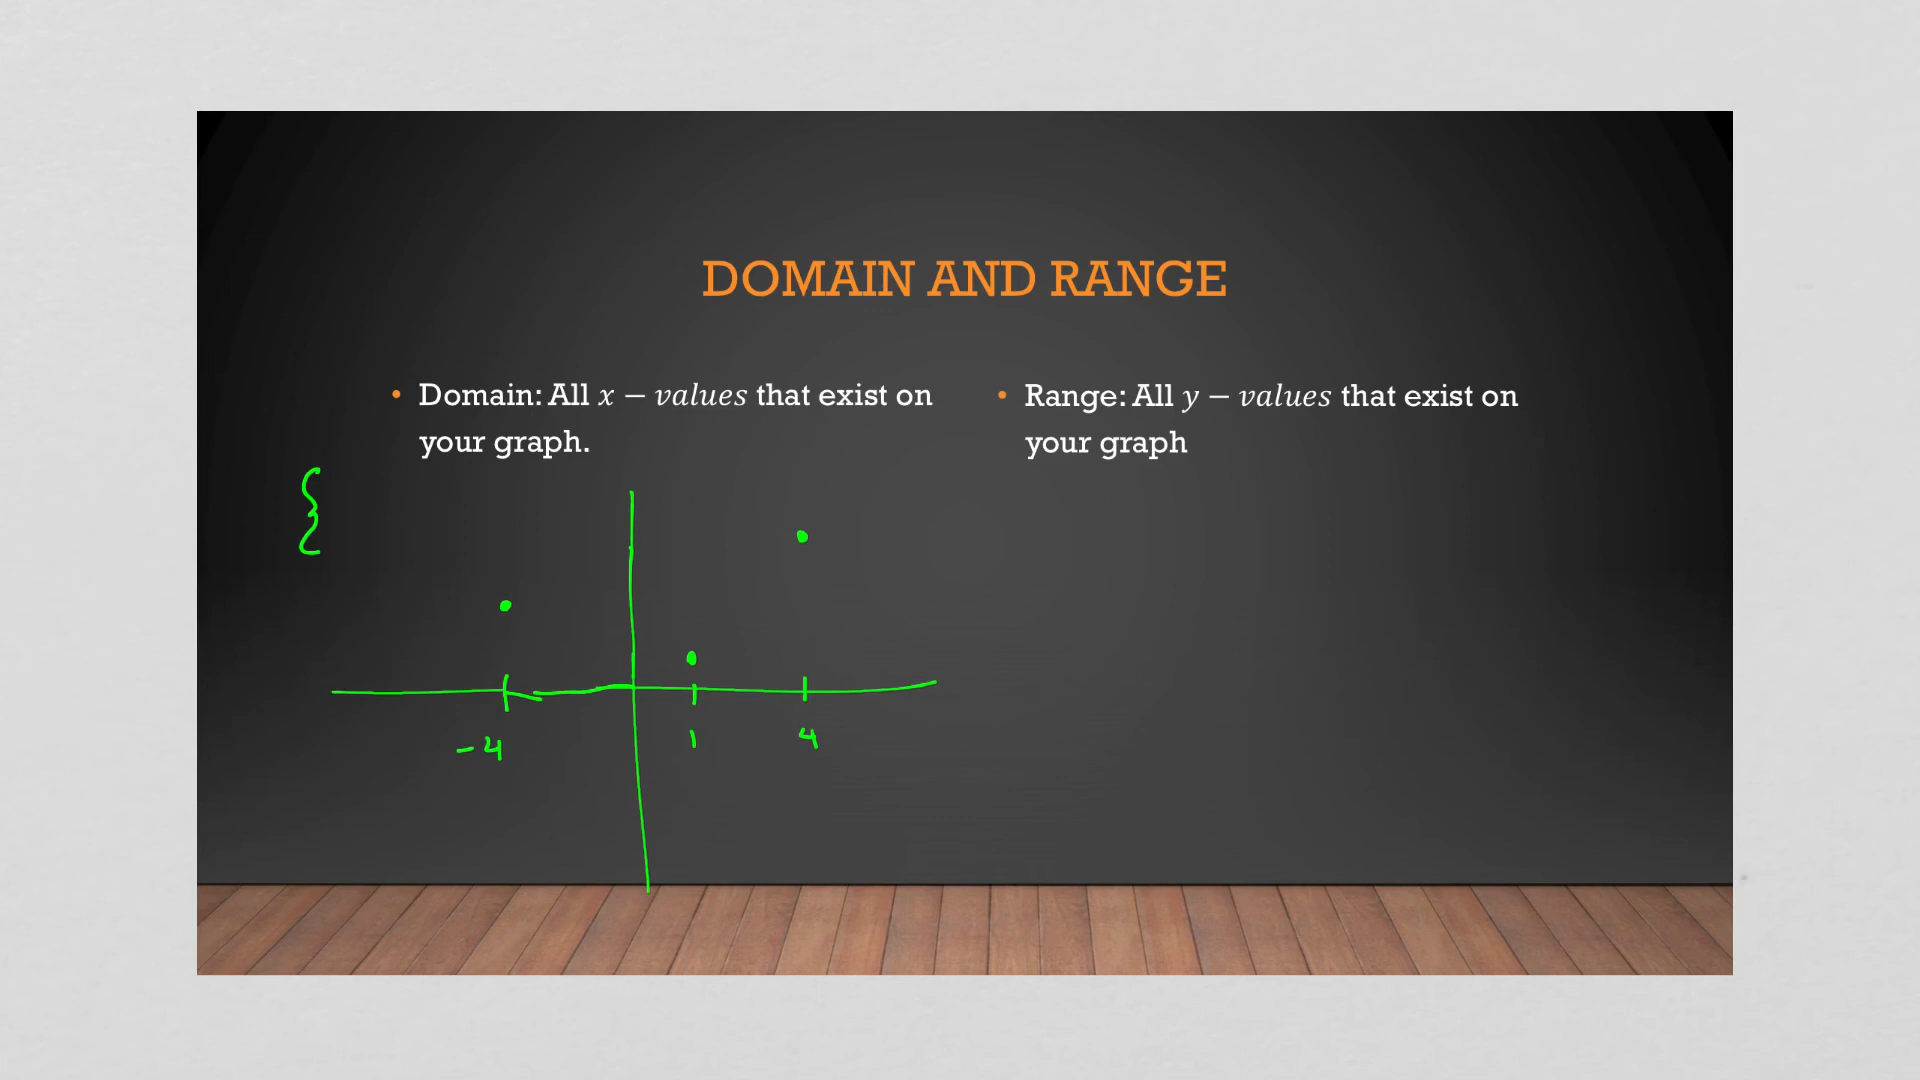 DOMAIN AND RANGE
• Domain: All x − values that exist on
your graph.
• Range: All y − values that exist on
your graph
{
-4 1 4